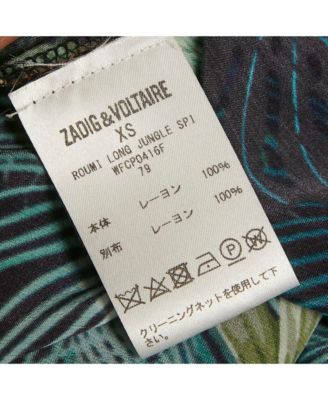 ZADIG&VOLTAIRE
XS
ROUMI LONG JUNGLE SPI
WFCP0416F
79
本体 レーヨン 100%
別布 レーヨン 100%
クリーニングネットを使用して下
さい。